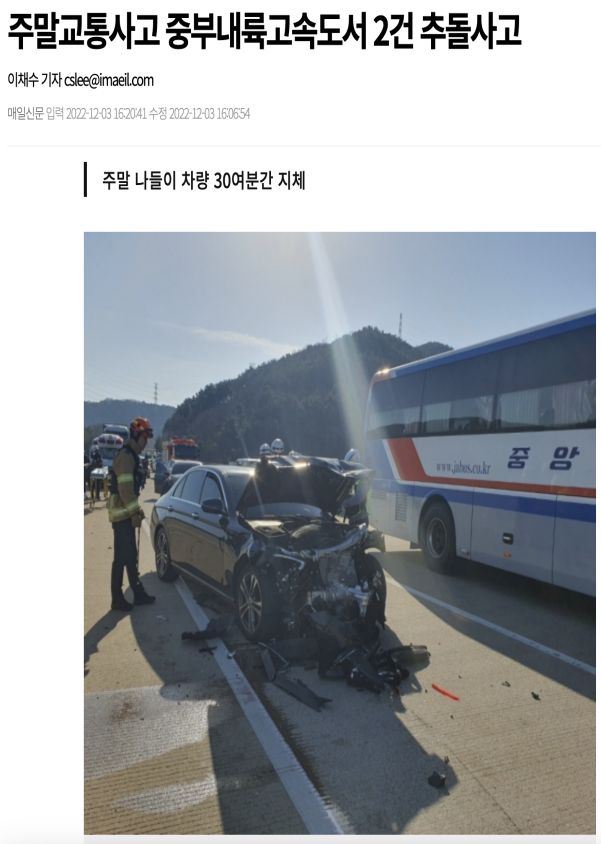 주말교통사고 중부내륙고속도서 2건 추돌사고
이채수 기자 cslee@imaeil.com
매일신문 입력 2022-12-03 16:20:41 수정 2022-12-03 16:06:54
주말 나들이 차량 30여분간 지체
www.jabus.co.kr 중 앙